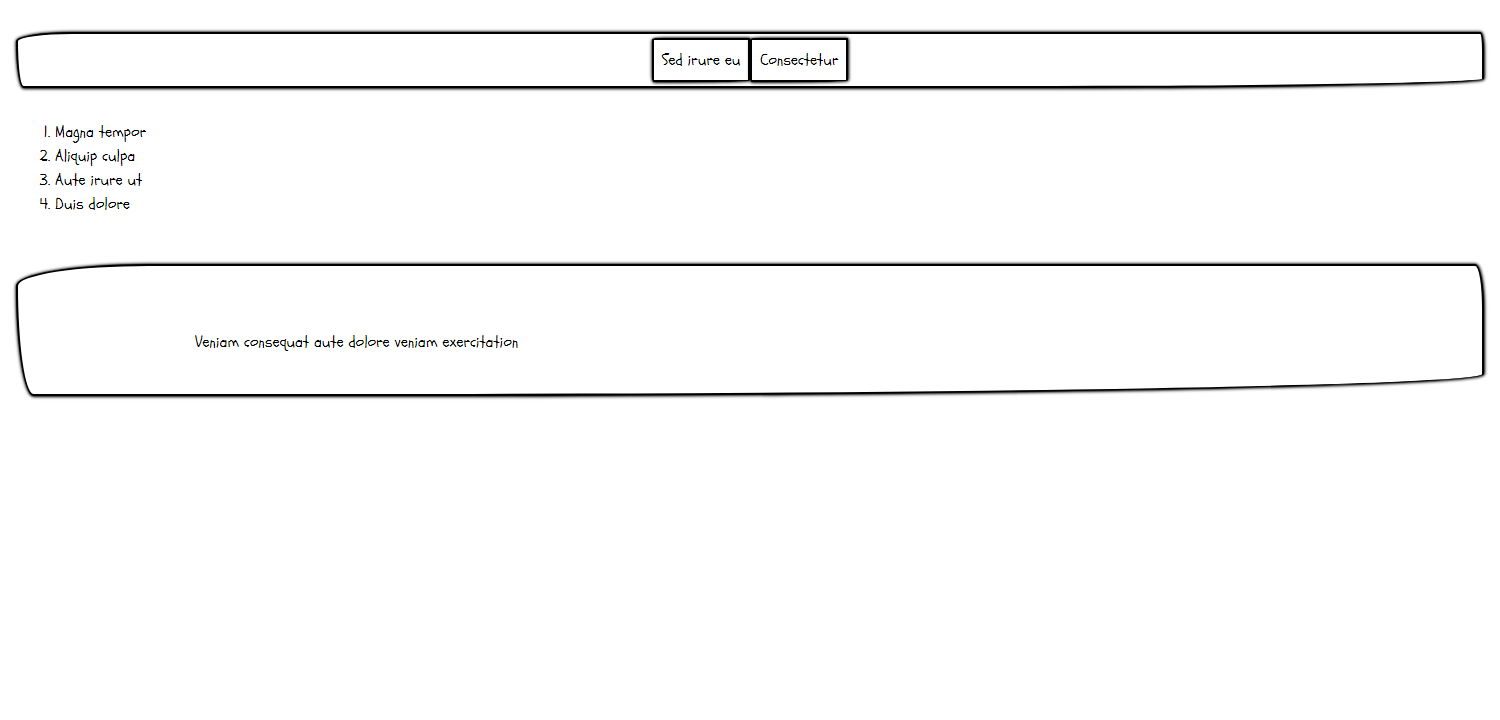 Sed irure eu Consectetur
1. Magna tempor
2. Aliquip culpa
3. Aute irure ut
4. Duis dolore
Veniam consequat aute dolore veniam exercitation